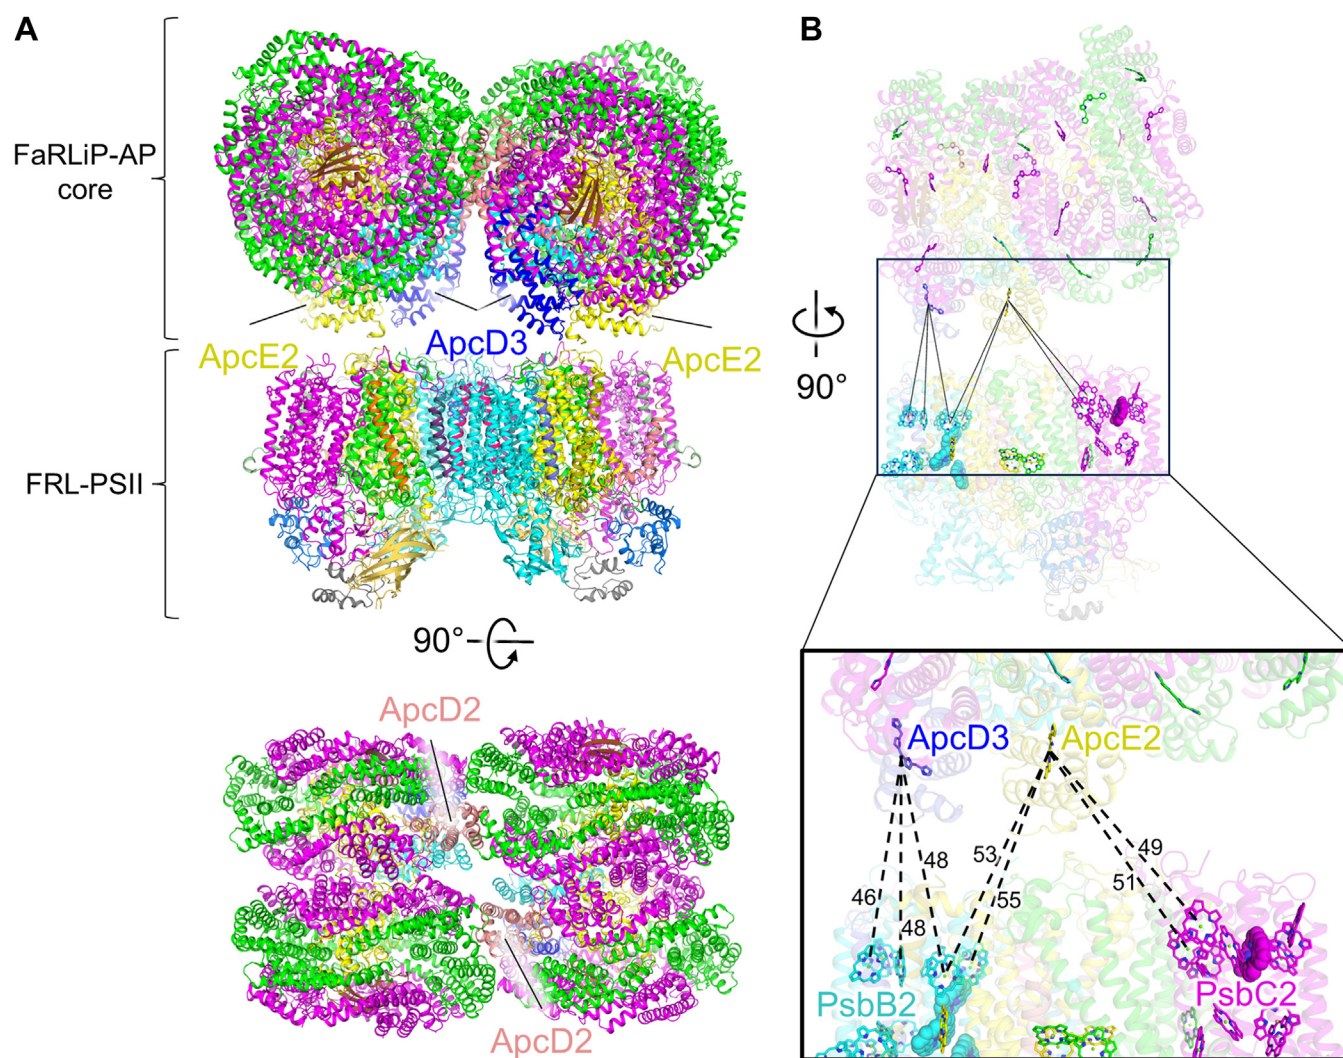 A
FaRLiP-AP
core
ApcE2
ApcD3
ApcE2
FRL-PSII
90°
ApcD2
ApcD2
B
90°
ApcD3
ApcE2
48
53
49
46
51
48
55
PsbB2
PsbC2